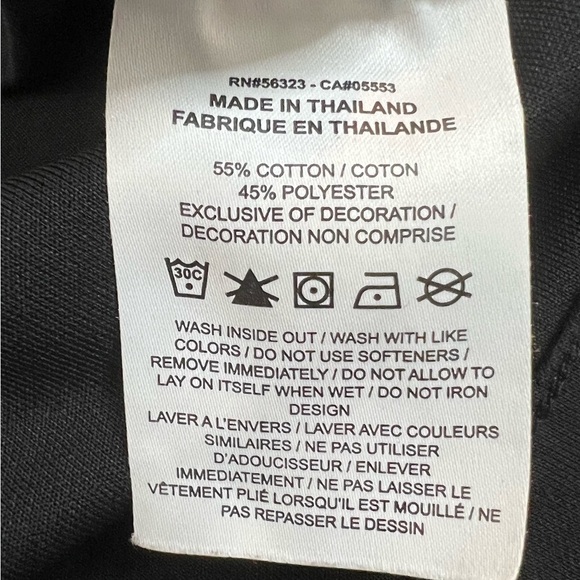 RN#56323 - CA#05553
MADE IN THAILAND
FABRIQUE EN THAILANDE
55% COTTON / COTON
45% POLYESTER
EXCLUSIVE OF DECORATION /
DECORATION NON COMPRISE
30C
WASH INSIDE OUT / WASH WITH LIKE
COLORS / DO NOT USE SOFTENERS /
REMOVE IMMEDIATELY / DO NOT ALLOW TO
LAY ON ITSELF WHEN WET / DO NOT IRON
DESIGN
LAVER A L'ENVERS / LAVER AVEC COULEURS
SIMILAIRES / NE PAS UTILISER
D'ADOUCISSEUR / ENLEVER
IMMEDIATEMENT / NE PAS LAISSER LE
VÊTEMENT PLIÉ LORSQU'IL EST MOUILLÉ / NE
PAS REPASSER LE DESSIN